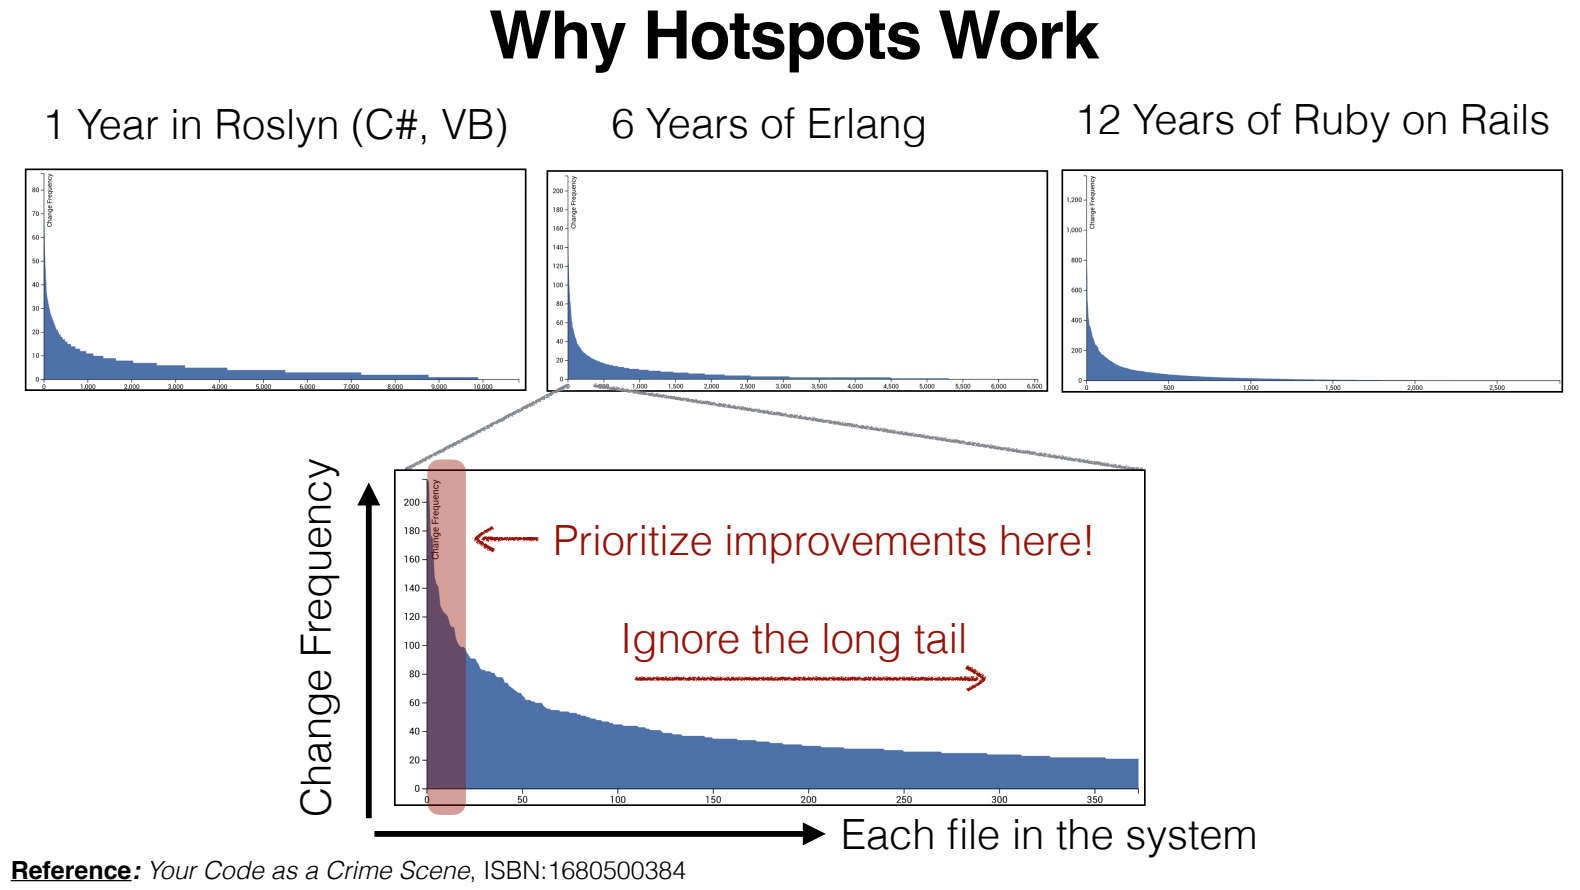 Why Hotspots Work
1 Year in Roslyn (C#, VB)
6 Years of Erlang
12 Years of Ruby on Rails
Change Frequency
80
70
60
50
40
30
20
10
0
0 1,000 2,000 3,000 4,000 5,000 6,000 7,000 8,000 9,000 10,000
Change Frequency
200
180
160
140
120
100
80
60
40
20
0
0 500 1,000 1,500 2,000 2,500 3,000 3,500 4,000 4,500 5,000 5,500 6,000 6,500
Change Frequency
1,200
1,000
800
600
400
200
0
0 500 1,000 1,500 2,000 2,500
Change Frequency
Change Frequency
200
180
160
140
120
100
80
60
40
20
0
0 50 100 150 200 250 300 350
Prioritize improvements here!
Ignore the long tail
Each file in the system
Reference: Your Code as a Crime Scene, ISBN:1680500384